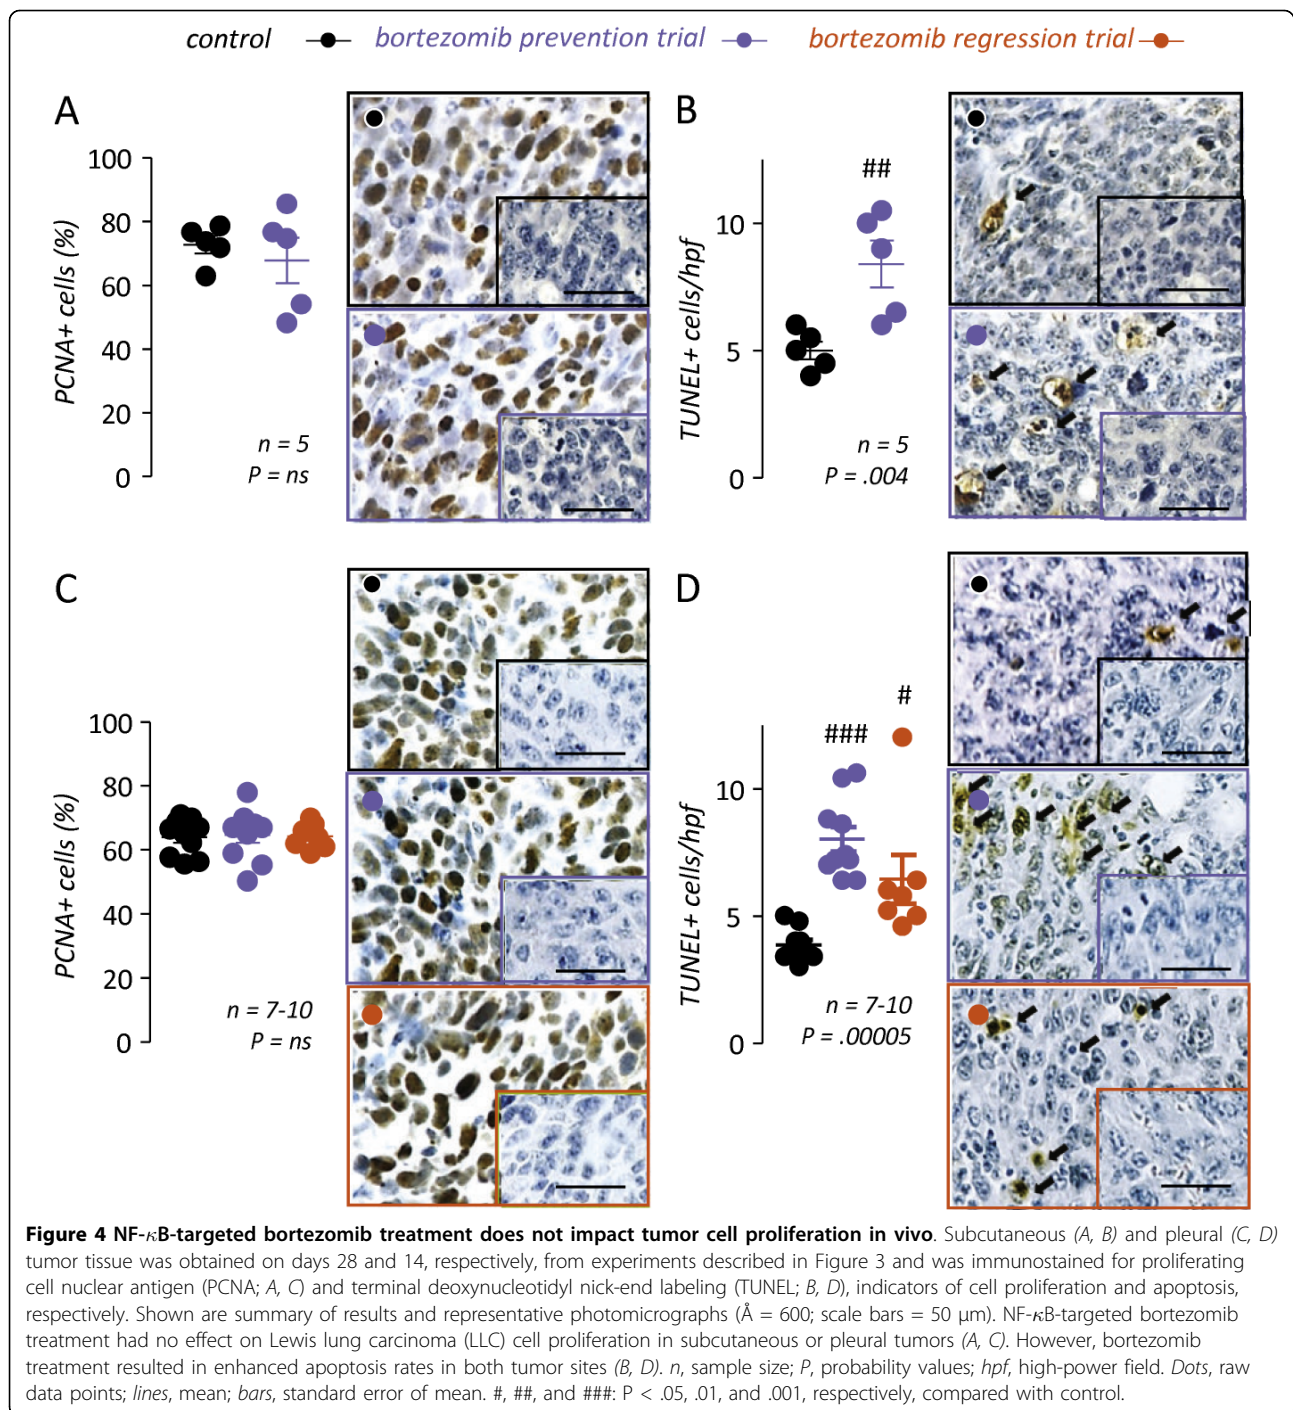 control bortezomib prevention trial bortezomib regression trial
A
100
80
60
40
20
0
PCNA+ cells (%)
n = 5
P = ns
B
##
10
5
0
TUNEL+ cells/hpf
n = 5
P = .004
C
100
80
60
40
20
0
PCNA+ cells (%)
n = 7-10
P = ns
D
#
###
10
5
0
TUNEL+ cells/hpf
n = 7-10
P = .00005
Figure 4 NF-κB-targeted bortezomib treatment does not impact tumor cell proliferation in vivo. Subcutaneous (A, B) and pleural (C, D)
tumor tissue was obtained on days 28 and 14, respectively, from experiments described in Figure 3 and was immunostained for proliferating
cell nuclear antigen (PCNA; A, C) and terminal deoxynucleotidyl nick-end labeling (TUNEL; B, D), indicators of cell proliferation and apoptosis,
respectively. Shown are summary of results and representative photomicrographs (Å = 600; scale bars = 50 μm). NF-κB-targeted bortezomib
treatment had no effect on Lewis lung carcinoma (LLC) cell proliferation in subcutaneous or pleural tumors (A, C). However, bortezomib
treatment resulted in enhanced apoptosis rates in both tumor sites (B, D). n, sample size; P, probability values; hpf, high-power field. Dots, raw
data points; lines, mean; bars, standard error of mean. #, ##, and ###: P < .05, .01, and .001, respectively, compared with control.